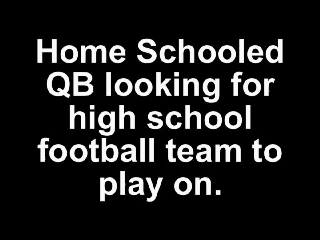 Home Schooled
QB looking for
high school
football team to
play on.